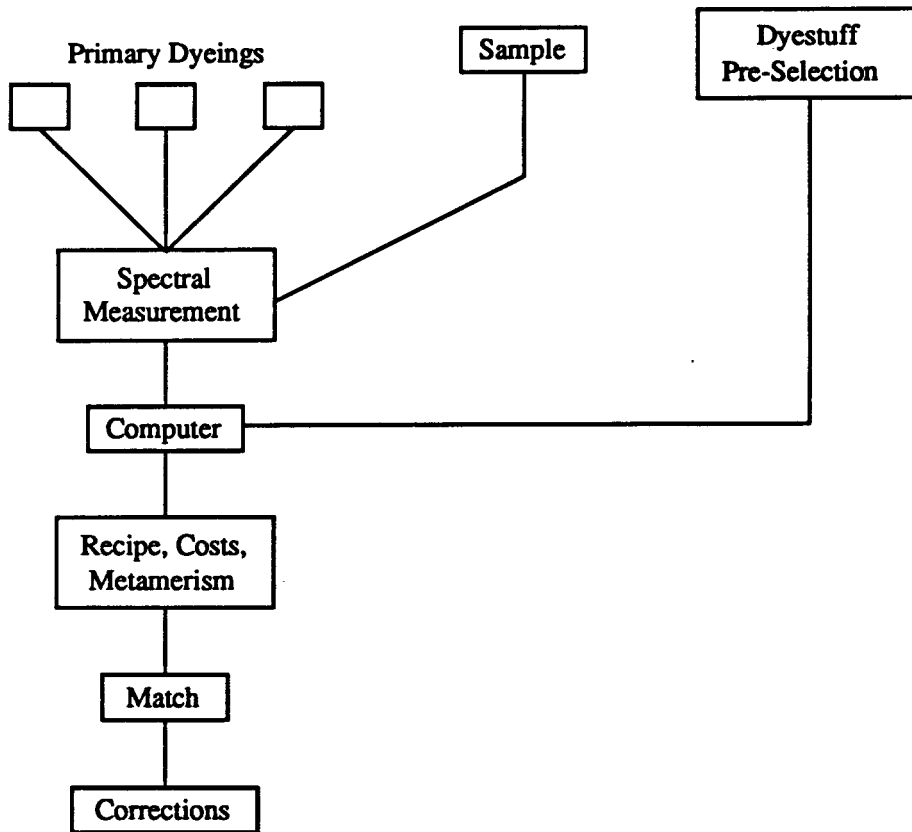 Primary Dyeings
Sample
Dyestuff
Pre-Selection
Spectral
Measurement
Computer
Recipe, Costs,
Metamerism
Match
Corrections